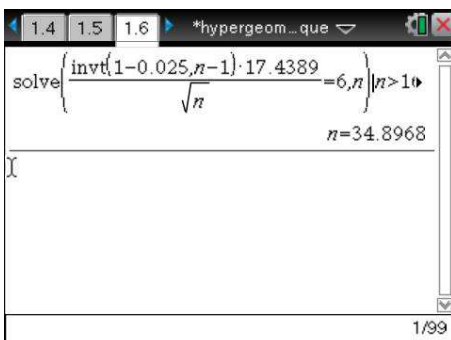 1.4 1.5 1.6 *hypergeom…que
solve(invt(1−0.025,n−1)·17.4389/√n=6,n)|n>10
n=34.8968
1/99